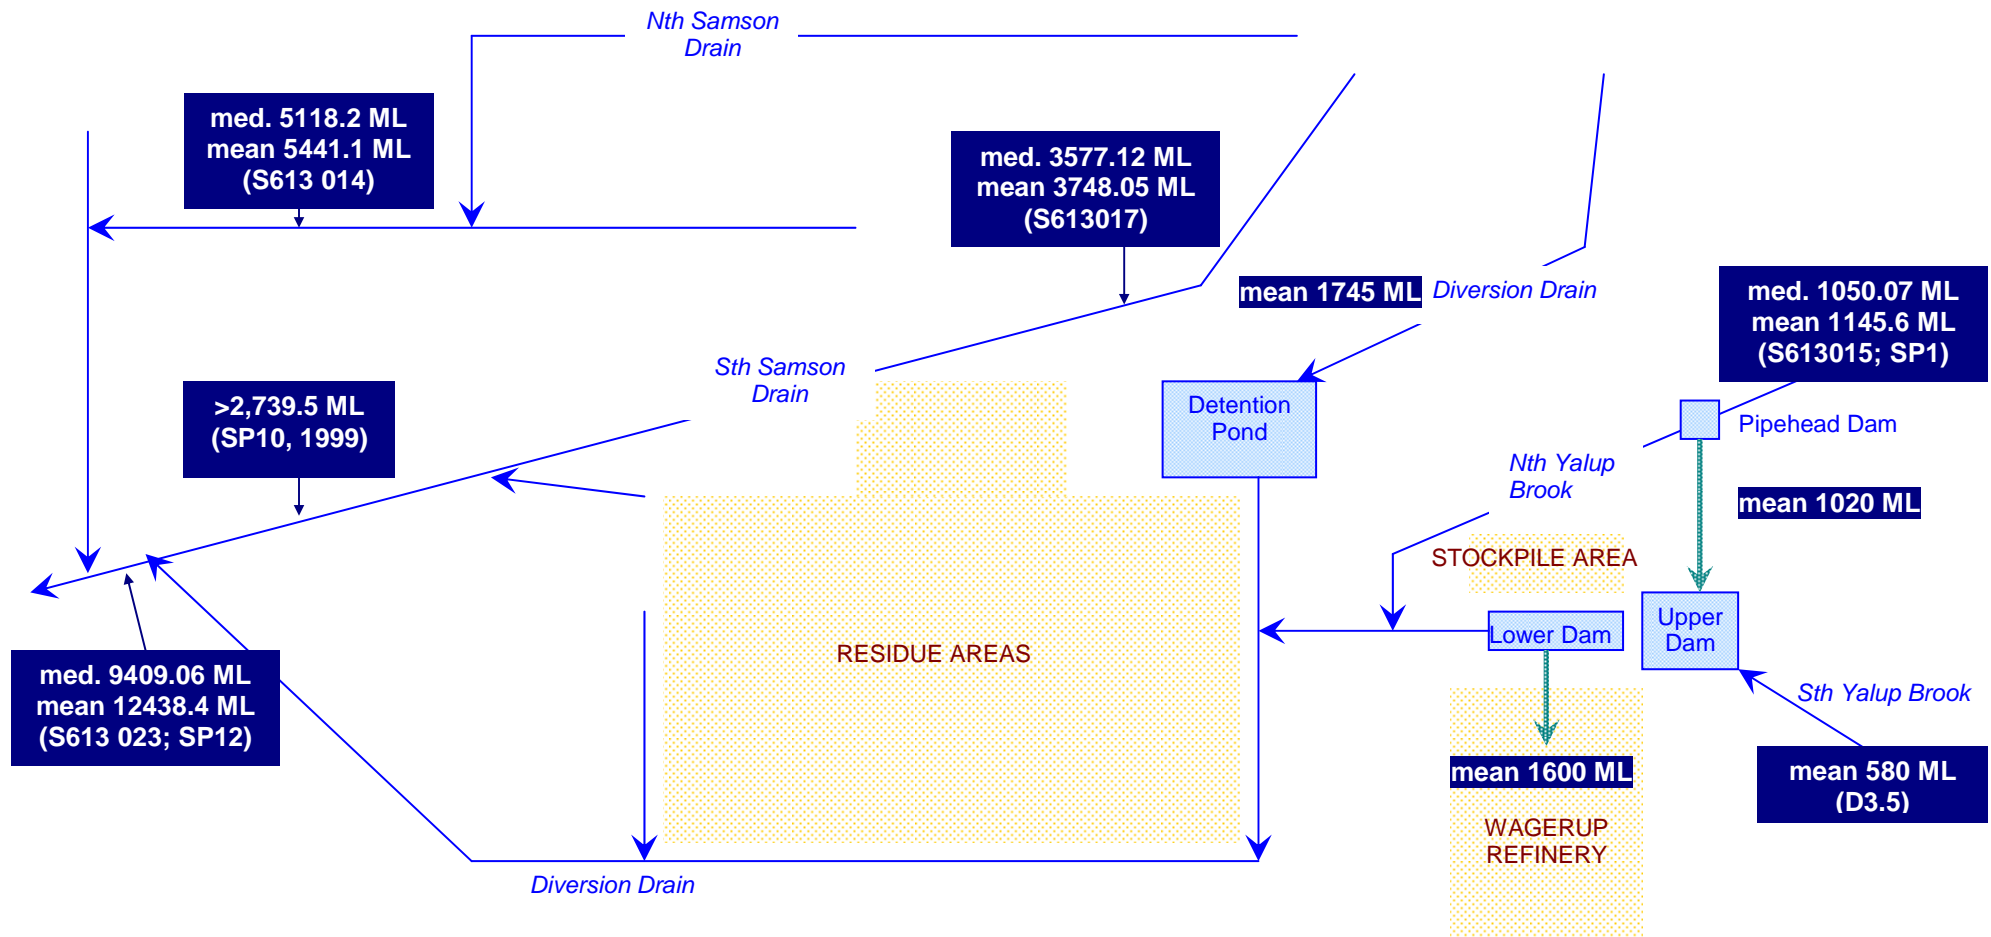 Nth Samson
Drain
med. 5118.2 ML
mean 5441.1 ML
(S613 014)
med. 3577.12 ML
mean 3748.05 ML
(S613017)
mean 1745 ML
Diversion Drain
med. 1050.07 ML
mean 1145.6 ML
(S613015; SP1)
Sth Samson
Drain
>2,739.5 ML
(SP10, 1999)
Detention
Pond
Pipehead Dam
Nth Yalup
Brook
mean 1020 ML
STOCKPILE AREA
Lower Dam
Upper
Dam
RESIDUE AREAS
med. 9409.06 ML
mean 12438.4 ML
(S613 023; SP12)
Sth Yalup Brook
mean 1600 ML
mean 580 ML
(D3.5)
WAGERUP
REFINERY
Diversion Drain